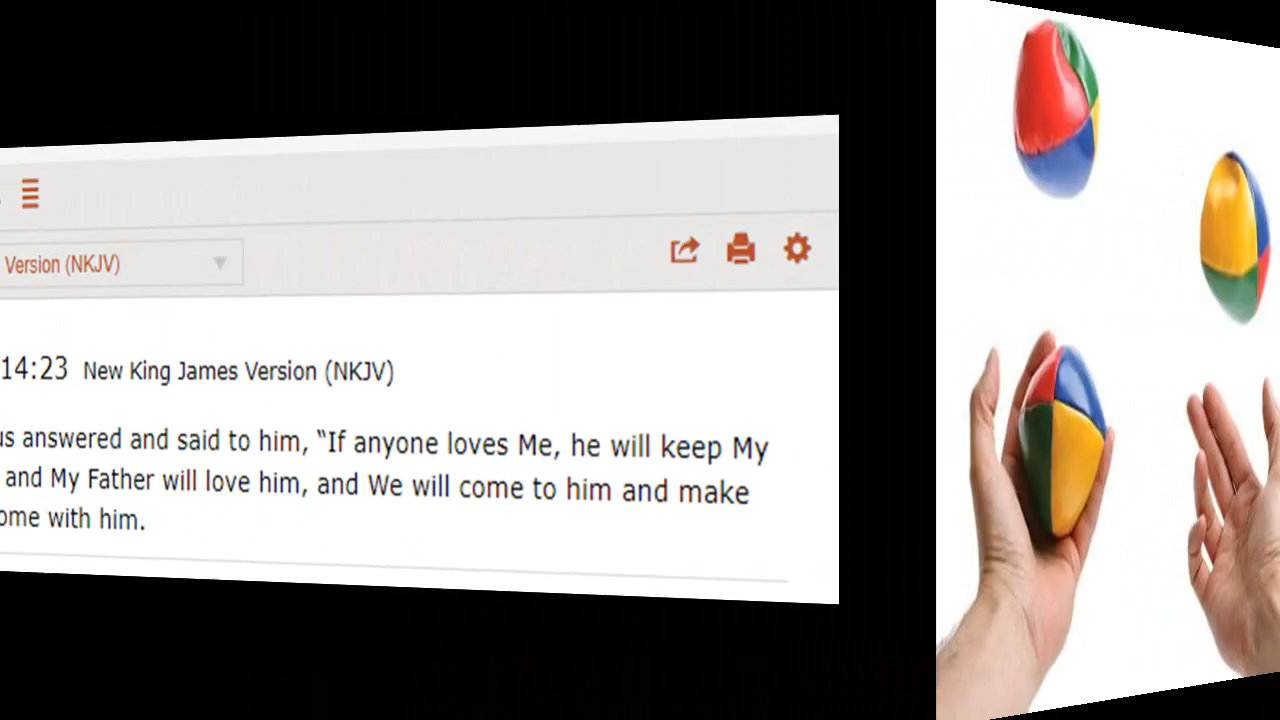 Version (NKJV)
14:23 New King James Version (NKJV)
answered and said to him, “If anyone loves Me, he will keep My
and My Father will love him, and We will come to him and make
with him.